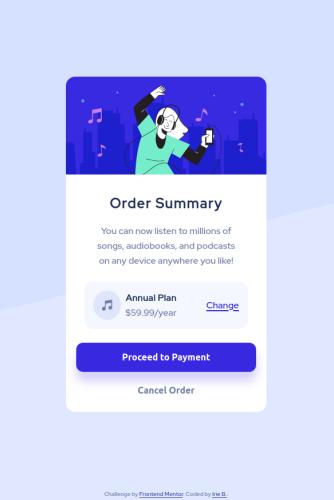 Order Summary
You can now listen to millions of
songs, audiobooks, and podcasts
on any device anywhere you like!
Annual Plan
$59.99/year
Change
Proceed to Payment
Cancel Order
Challenge by Frontend Mentor. Coded by Irie B.